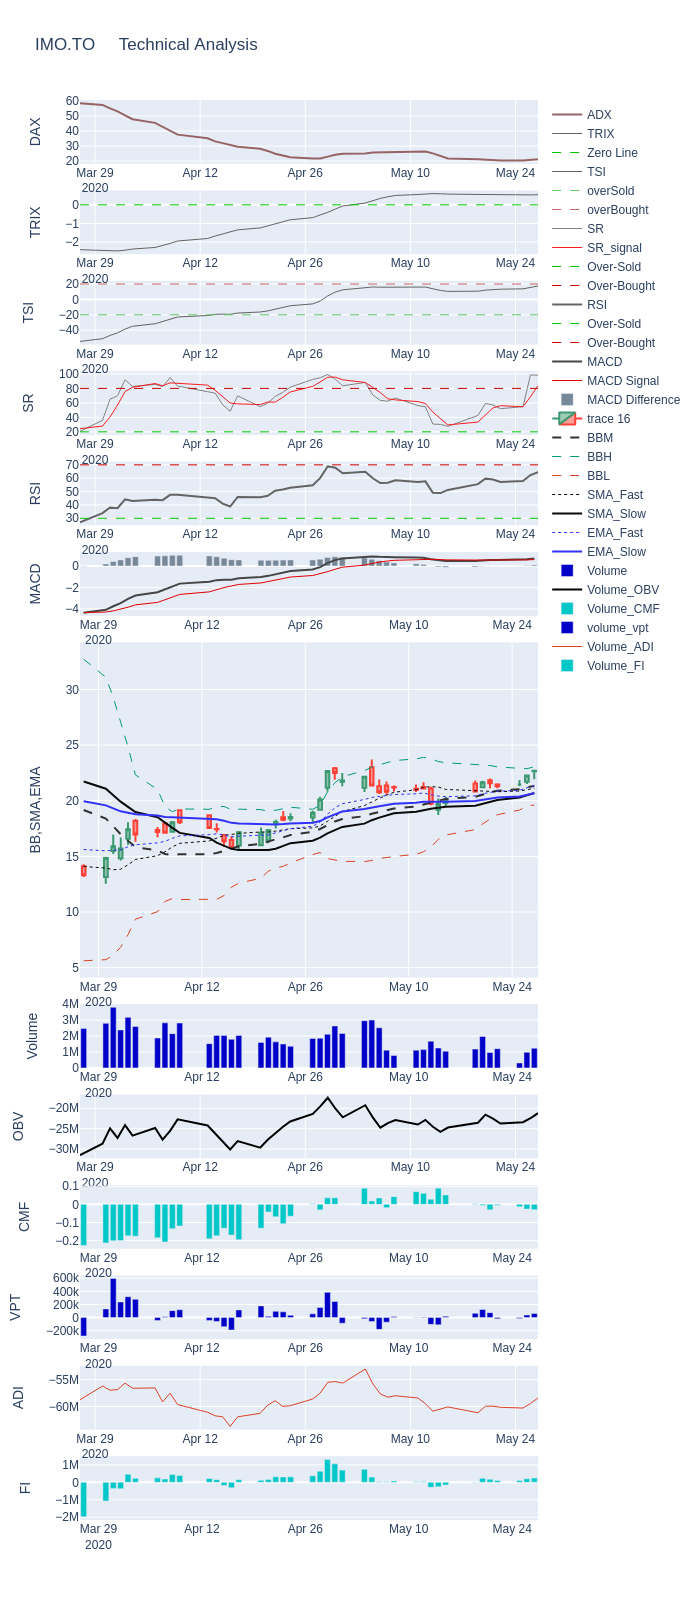 IMO.TO Technical Analysis
DAX
60
50
40
30
20
Mar 29
2020
Apr 12
Apr 26
May 10
May 24
TRIX
0
−1
−2
Mar 29
2020
Apr 12
Apr 26
May 10
May 24
TSI
20
0
−20
−40
Mar 29
2020
Apr 12
Apr 26
May 10
May 24
SR
100
80
60
40
20
Mar 29
2020
Apr 12
Apr 26
May 10
May 24
RSI
70
60
50
40
30
Mar 29
2020
Apr 12
Apr 26
May 10
May 24
MACD
0
−2
−4
Mar 29
2020
Apr 12
Apr 26
May 10
May 24
BB,SMA,EMA
30
25
20
15
10
5
Mar 29
2020
Apr 12
Apr 26
May 10
May 24
Volume
4M
3M
2M
1M
0
Mar 29
2020
Apr 12
Apr 26
May 10
May 24
OBV
−20M
−25M
−30M
Mar 29
2020
Apr 12
Apr 26
May 10
May 24
CMF
0.1
0
−0.1
−0.2
Mar 29
2020
Apr 12
Apr 26
May 10
May 24
VPT
600k
400k
200k
0
−200k
Mar 29
2020
Apr 12
Apr 26
May 10
May 24
ADI
−55M
−60M
Mar 29
2020
Apr 12
Apr 26
May 10
May 24
FI
1M
0
−1M
−2M
Mar 29
2020
Apr 12
Apr 26
May 10
May 24
ADX
TRIX
Zero Line
TSI
overSold
overBought
SR
SR_signal
Over-Sold
Over-Bought
RSI
Over-Sold
Over-Bought
MACD
MACD Signal
MACD Difference
trace 16
BBM
BBH
BBL
SMA_Fast
SMA_Slow
EMA_Fast
EMA_Slow
Volume
Volume_OBV
Volume_CMF
volume_vpt
Volume_ADI
Volume_FI